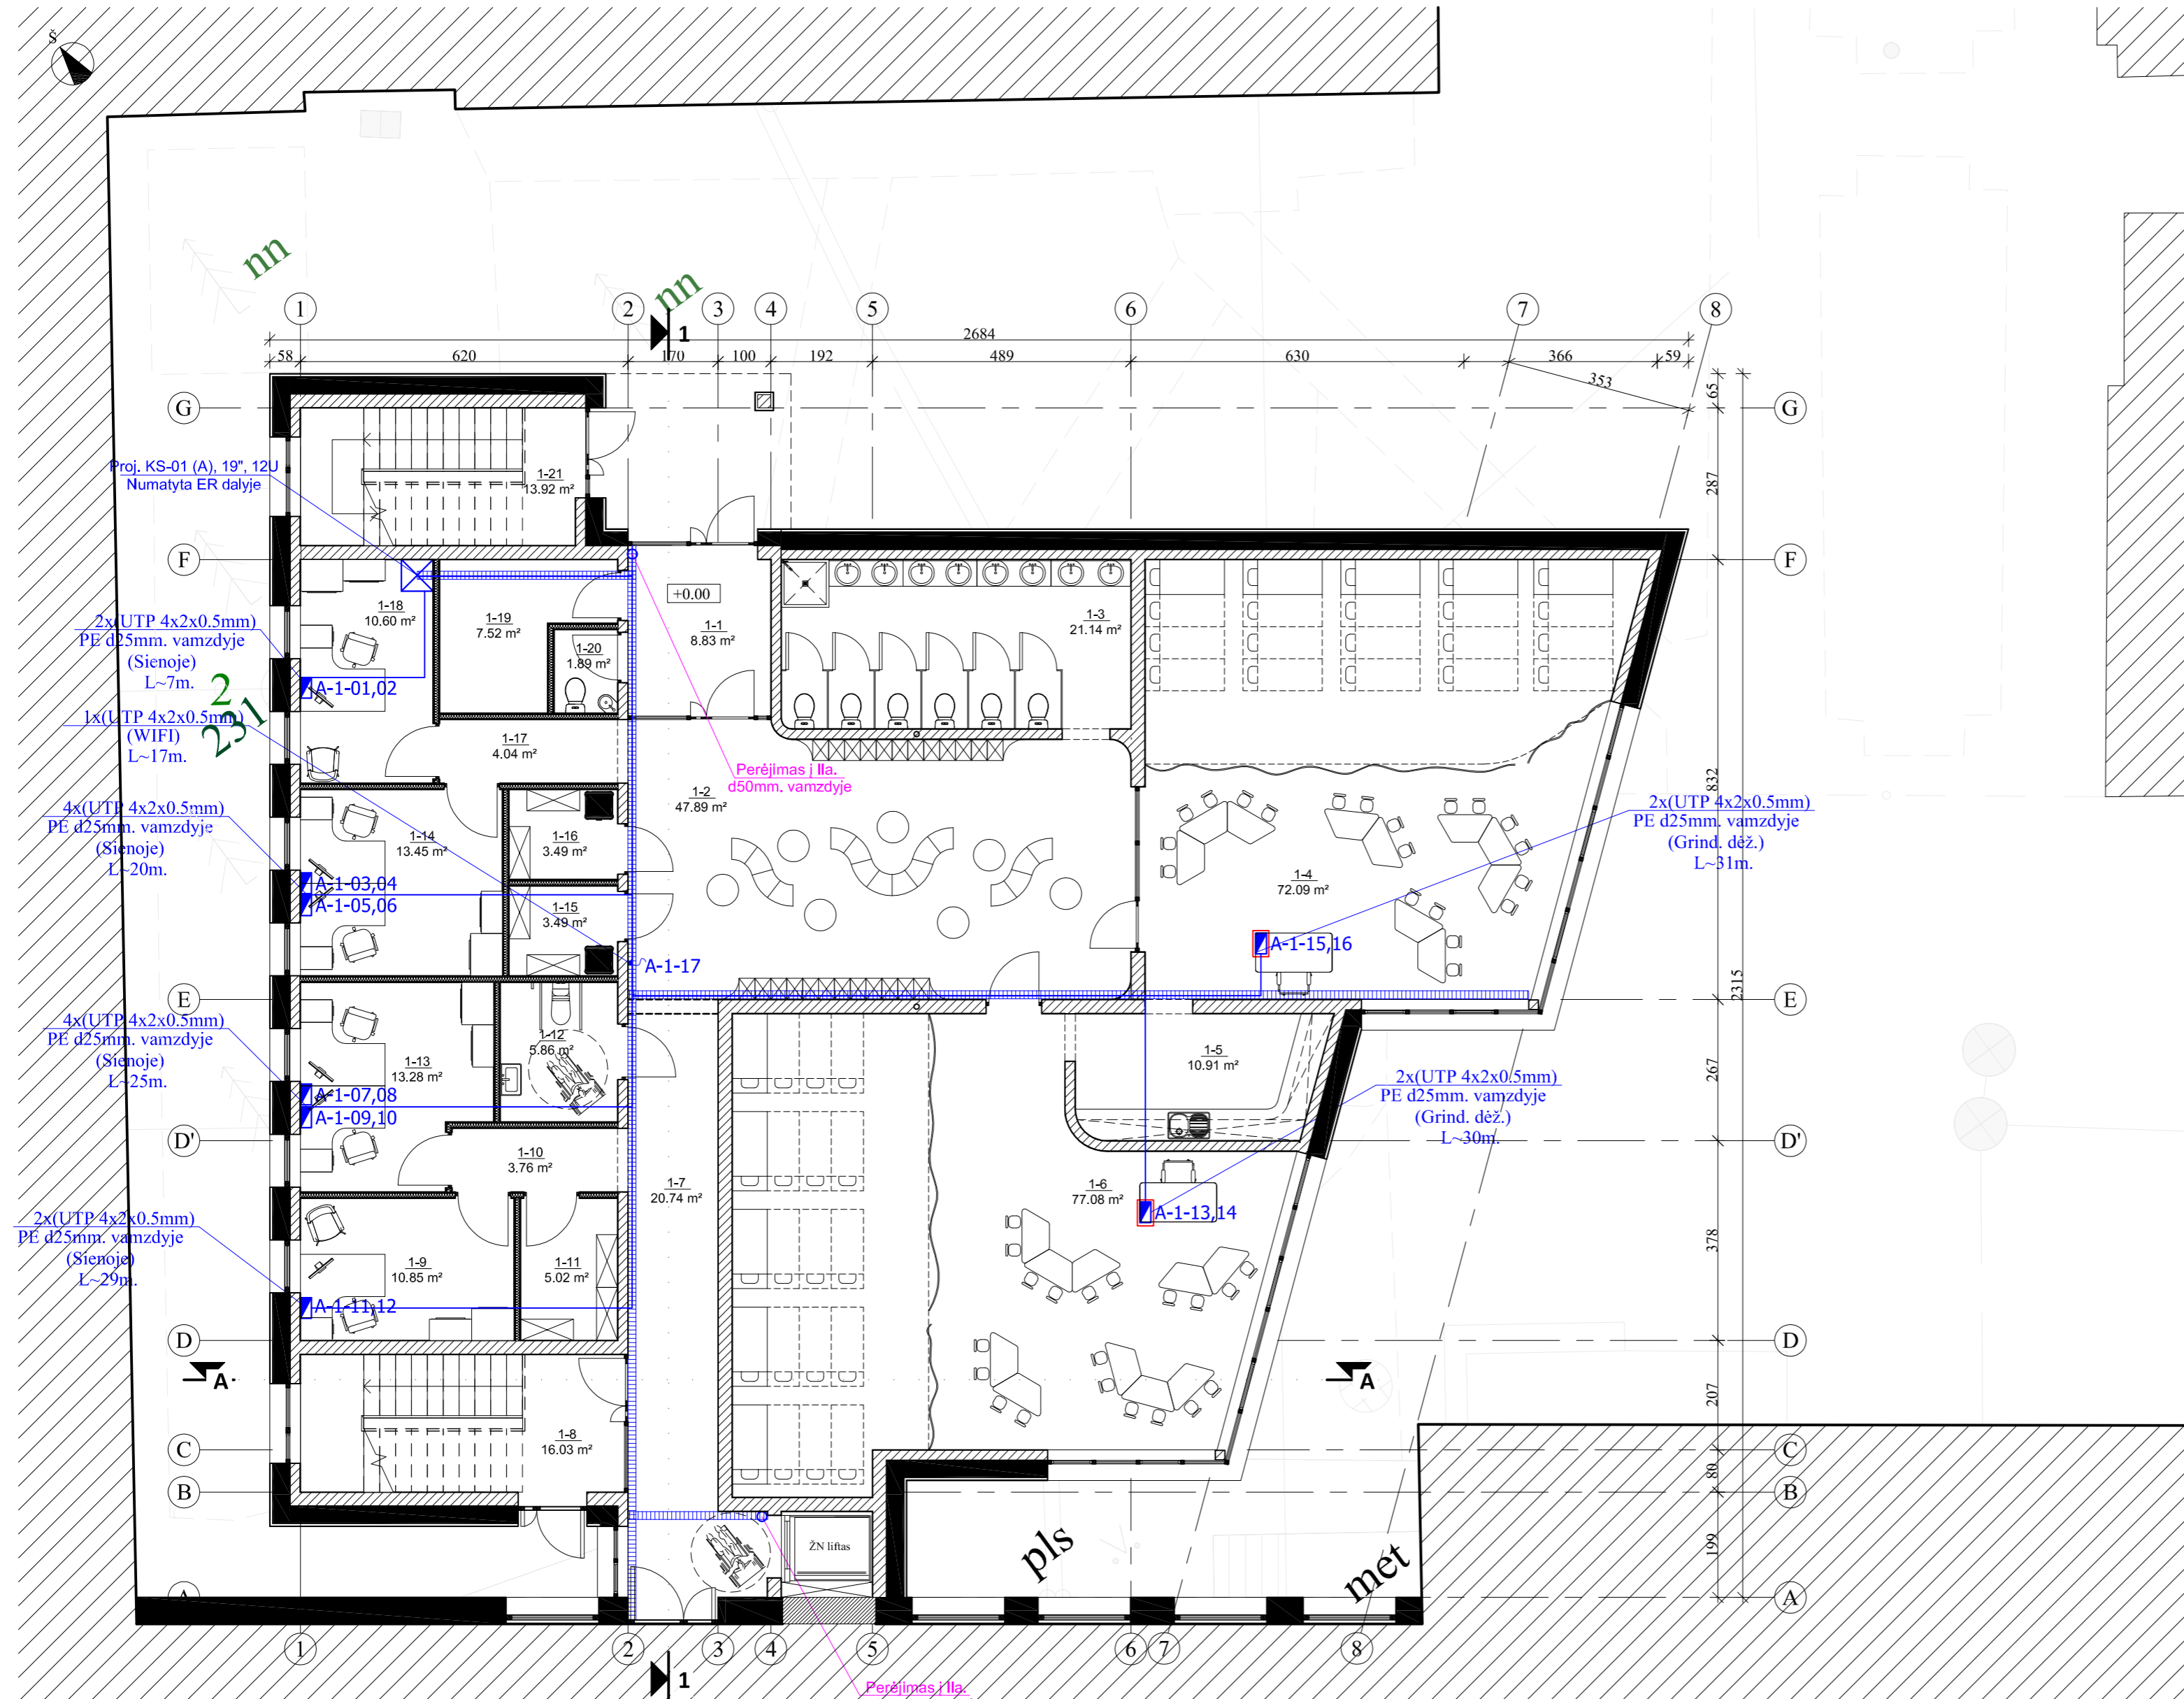 Š
nn
nn
1
2
3
4
5
6
7
8
1
2684
58
620
170
100
192
489
630
366
59
353
65
G
G
287
Proj. KS-01 (A), 19", 12U
Numatyta ER dalyje
1-21
13.92 m²
F
F
+0.00
1-18
10.60 m²
1-19
7.52 m²
1-20
1.89 m²
1-1
8.83 m²
1-3
21.14 m²
2x(UTP 4x2x0.5mm)
PE d25mm. vamzdyje
(Sienoje)
L~7m.
A-1-01,02
2
231
1x(UTP 4x2x0.5mm)
(WIFI)
L~17m.
1-17
4.04 m²
Perėjimas į IIa.
d50mm. vamzdyje
1-2
47.89 m²
832
2315
4x(UTP 4x2x0.5mm)
PE d25mm. vamzdyje
(Sienoje)
L~20m.
1-14
13.45 m²
1-16
3.49 m²
A-1-03,04
A-1-05,06
1-15
3.49 m²
2x(UTP 4x2x0.5mm)
PE d25mm. vamzdyje
(Grind. dėž.)
L~31m.
1-4
72.09 m²
A-1-15,16
A-1-17
E
E
4x(UTP 4x2x0.5mm)
PE d25mm. vamzdyje
(Sienoje)
L~25m.
1-13
13.28 m²
1-12
5.86 m²
1-5
10.91 m²
267
A-1-07,08
A-1-09,10
2x(UTP 4x2x0.5mm)
PE d25mm. vamzdyje
(Grind. dėž.)
L~30m.
D'
D'
1-10
3.76 m²
1-7
20.74 m²
1-6
77.08 m²
A-1-13,14
378
2x(UTP 4x2x0.5mm)
PE d25mm. vamzdyje
(Sienoje)
L~29m.
1-9
10.85 m²
1-11
5.02 m²
A-1-11,12
D
D
A
A
207
1-8
16.03 m²
C
C
80
B
B
ŽN liftas
pls
met
199
A
A
1
2
3
4
5
6
7
8
1
Perėjimas į IIa.